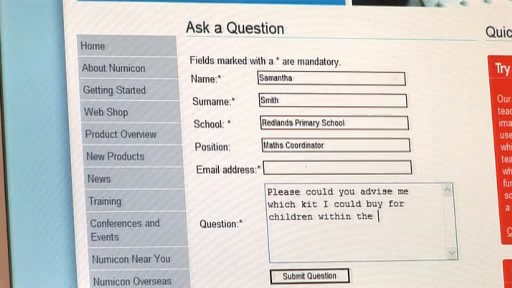 Ask a Question
Quic
Home
About Numicon
Getting Started
Web Shop
Product Overview
New Products
News
Training
Conferences and
Events
Numicon Near You
Numicon Overseas
Fields marked with a * are mandatory.
Name:* Samantha
Surname:* Smith
School: * Redlands Primary School
Position: Maths Coordinator
Email address:*
Question:*
Please could you advise me
which kit I could buy for
children within the
Submit Question
Try
Our